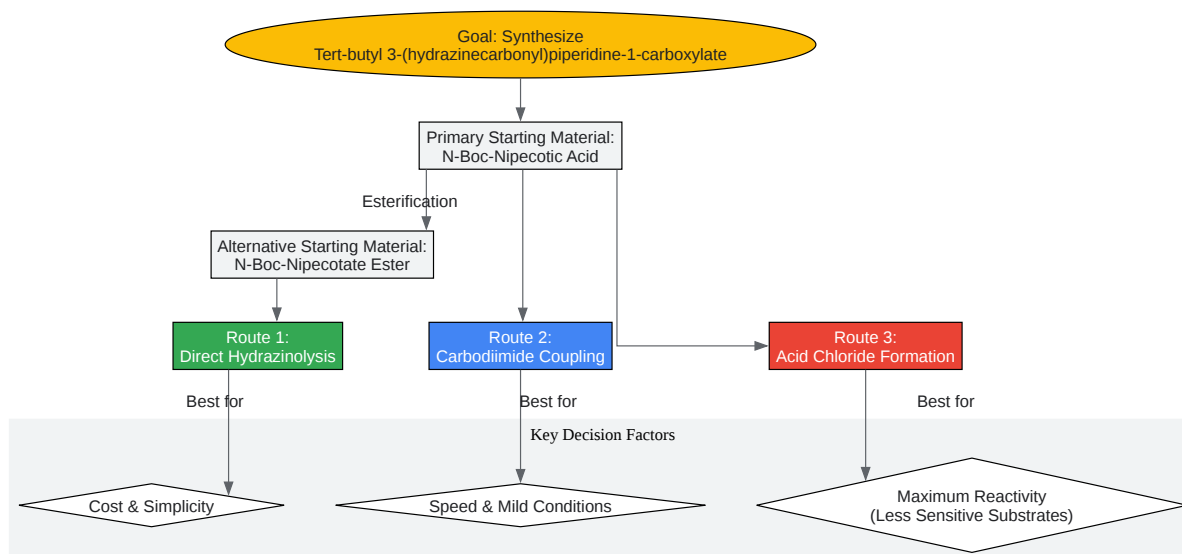 Goal: Synthesize
Tert-butyl 3-(hydrazinecarbonyl)piperidine-1-carboxylate
Primary Starting Material:
N-Boc-Nipecotic Acid
Esterification
Alternative Starting Material:
N-Boc-Nipecotate Ester
Route 1:
Direct Hydrazinolysis
Route 2:
Carbodiimide Coupling
Route 3:
Acid Chloride Formation
Best for
Best for
Best for
Key Decision Factors
Cost & Simplicity
Speed & Mild Conditions
Maximum Reactivity
(Less Sensitive Substrates)